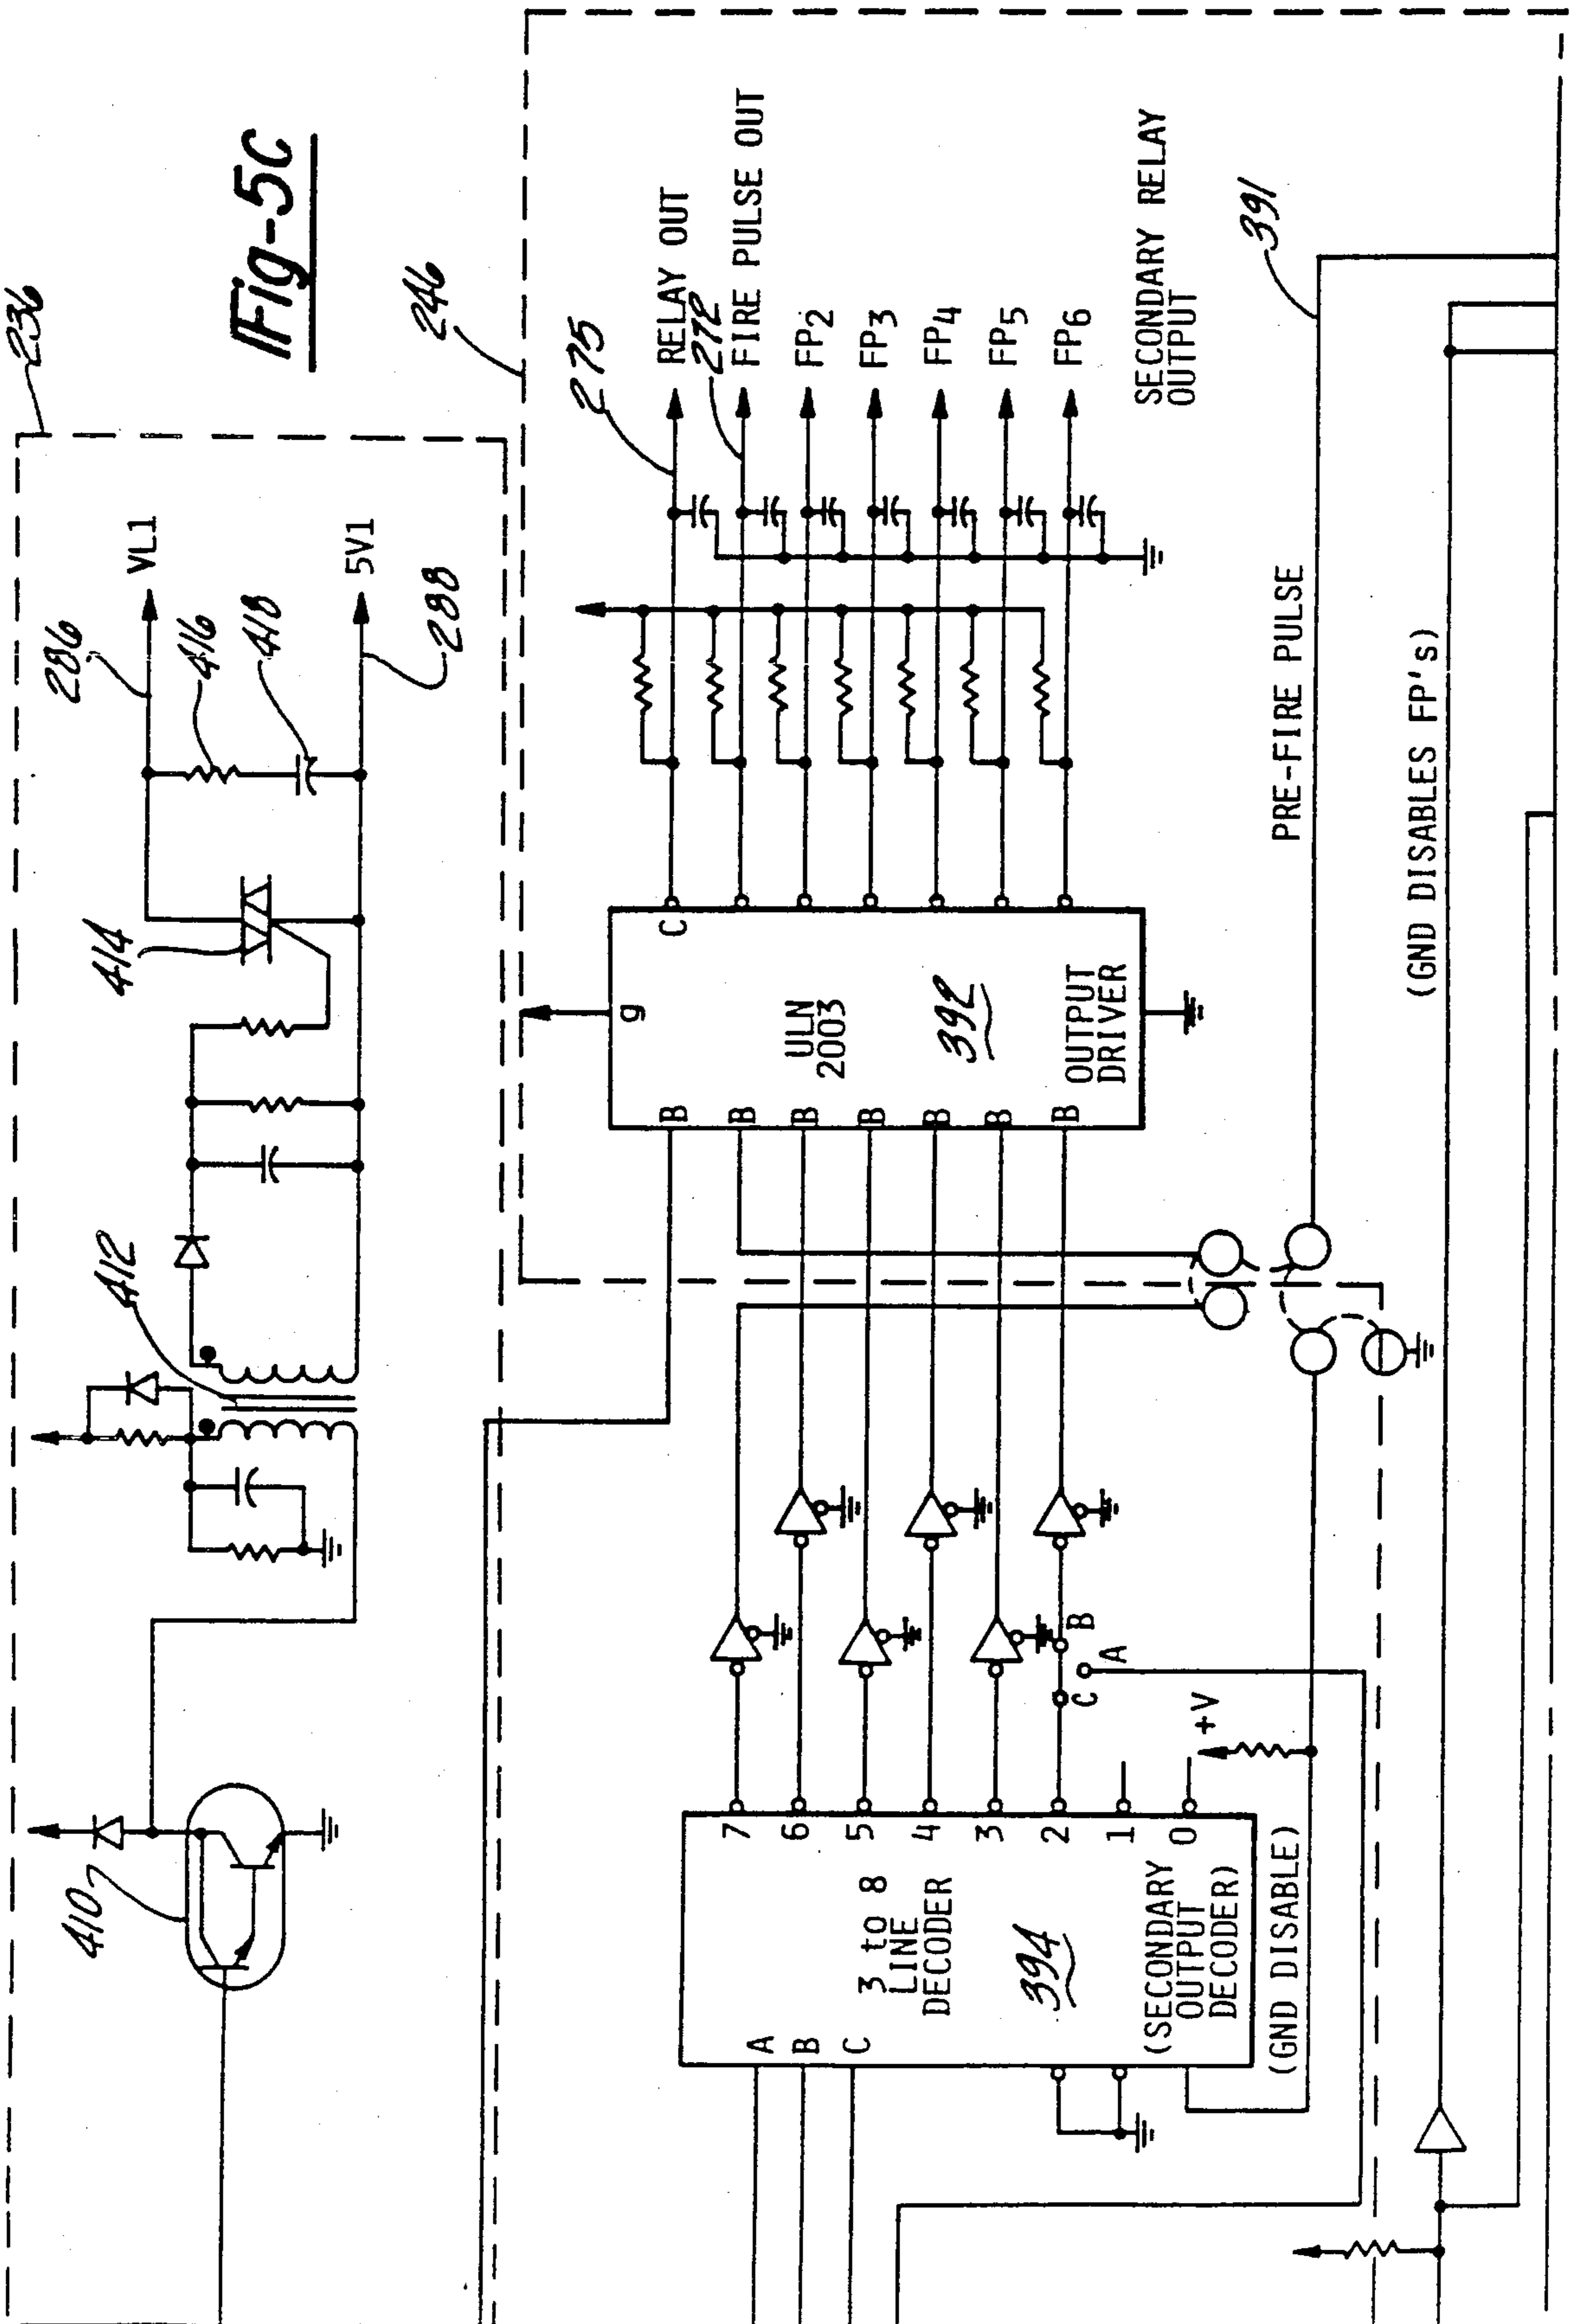 Fig-5C
236
286
VL1
416
418
5V1
288
414
412
410
246
275
RELAY OUT
272
FIRE PULSE OUT
FP2
FP3
FP4
FP5
FP6
SECONDARY RELAY
OUTPUT
391
PRE-FIRE PULSE
(GND DISABLES FP's)
g
C
ULN
2003
392
OUTPUT
DRIVER
B
B
B
B
B
B
B
B
A
C
+V
7
6
5
4
3
2
1
0
3 to 8
LINE
DECODER
394
(SECONDARY
OUTPUT
DECODER)
(GND DISABLE)
A
B
C